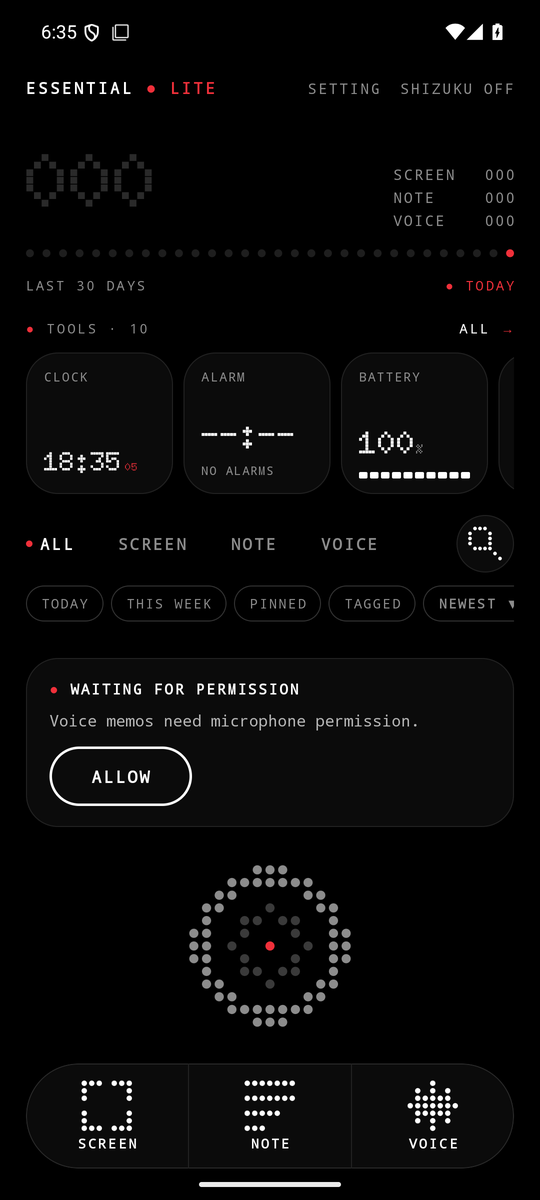 6:35
ESSENTIAL • LITE
SETTING SHIZUKU OFF
000
SCREEN 000
NOTE 000
VOICE 000
LAST 30 DAYS
• TODAY
• TOOLS · 10
ALL →
CLOCK
18:35 05
ALARM
--:--
NO ALARMS
BATTERY
100%
• ALL SCREEN NOTE VOICE
TODAY THIS WEEK PINNED TAGGED NEWEST ▼
• WAITING FOR PERMISSION
Voice memos need microphone permission.
ALLOW
SCREEN NOTE VOICE